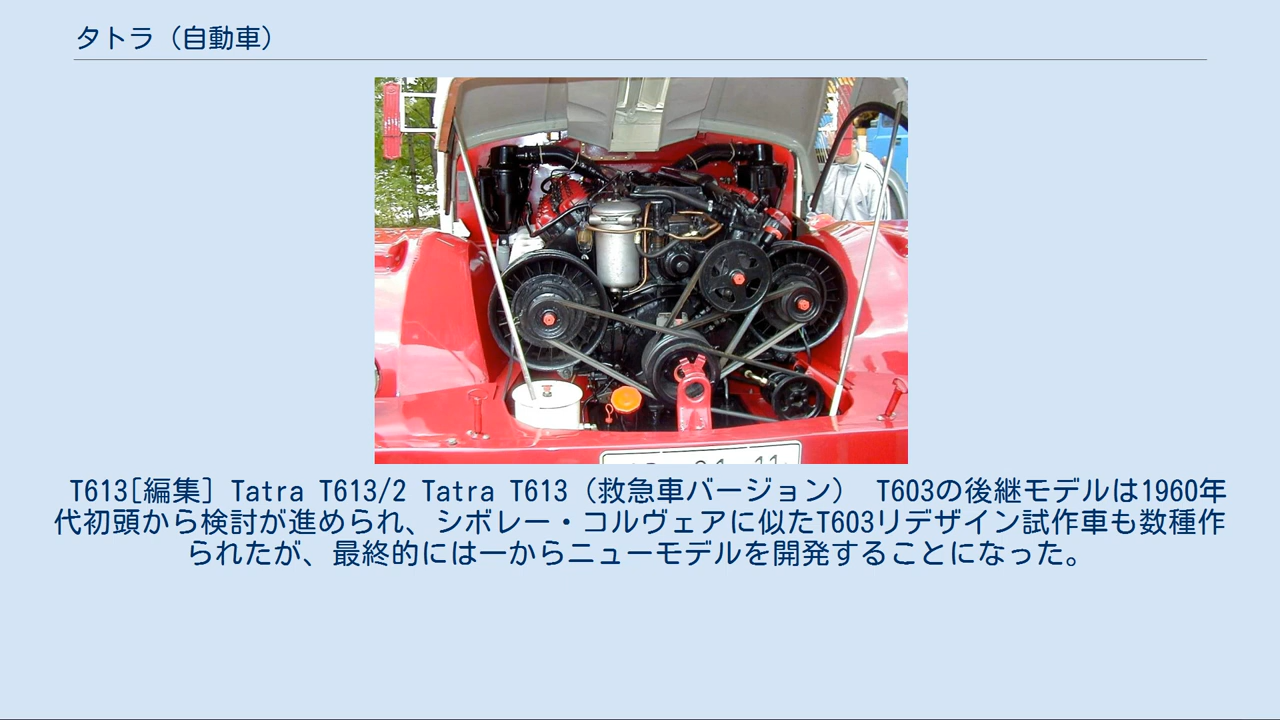 タトラ（自動車）
T613[編集] Tatra T613/2 Tatra T613（救急車バージョン） T603の後継モデルは1960年
代初頭から検討が進められ、シボレー・コルヴェアに似たT603リデザイン試作車も数種作
られたが、最終的には一からニューモデルを開発することになった。